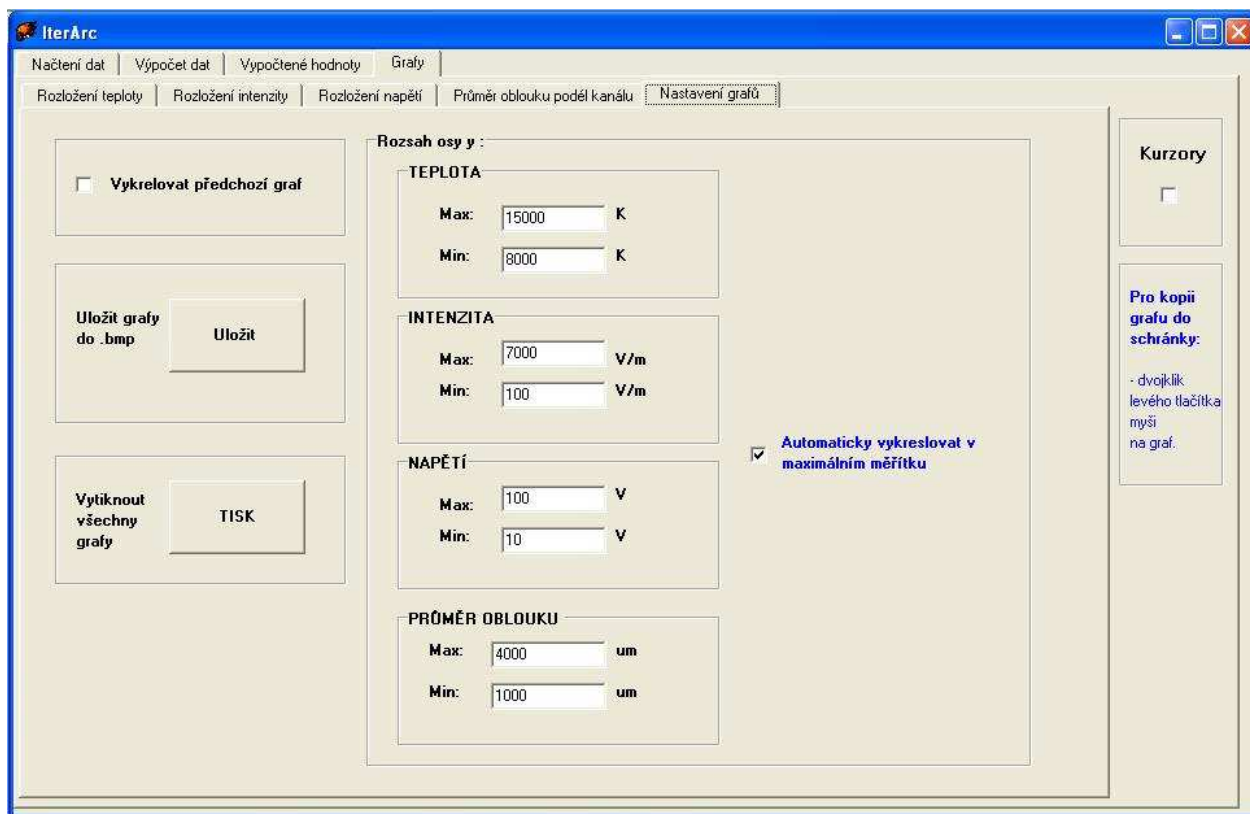 IterArc
Načtení dat Výpočet dat Vypočtené hodnoty Grafy
Rozložení teploty Rozložení intenzity Rozložení napětí Průměr oblouku podél kanálu Nastavení grafů
Vykrelovat předchozí graf
Uložit grafy
do .bmp
Uložit
Vytiknout
všechny
grafy
TISK
Rozsah osy y :
TEPLOTA
Max: 15000 K
Min: 8000 K
INTENZITA
Max: 7000 V/m
Min: 100 V/m
NAPĚTÍ
Max: 100 V
Min: 10 V
PRŮMĚR OBLOUKU
Max: 4000 um
Min: 1000 um
Automaticky vykreslovat v
maximálním měřítku
Kurzory
Pro kopii
grafu do
schránky:
- dvojklik
levého tlačítka
myši
na graf.